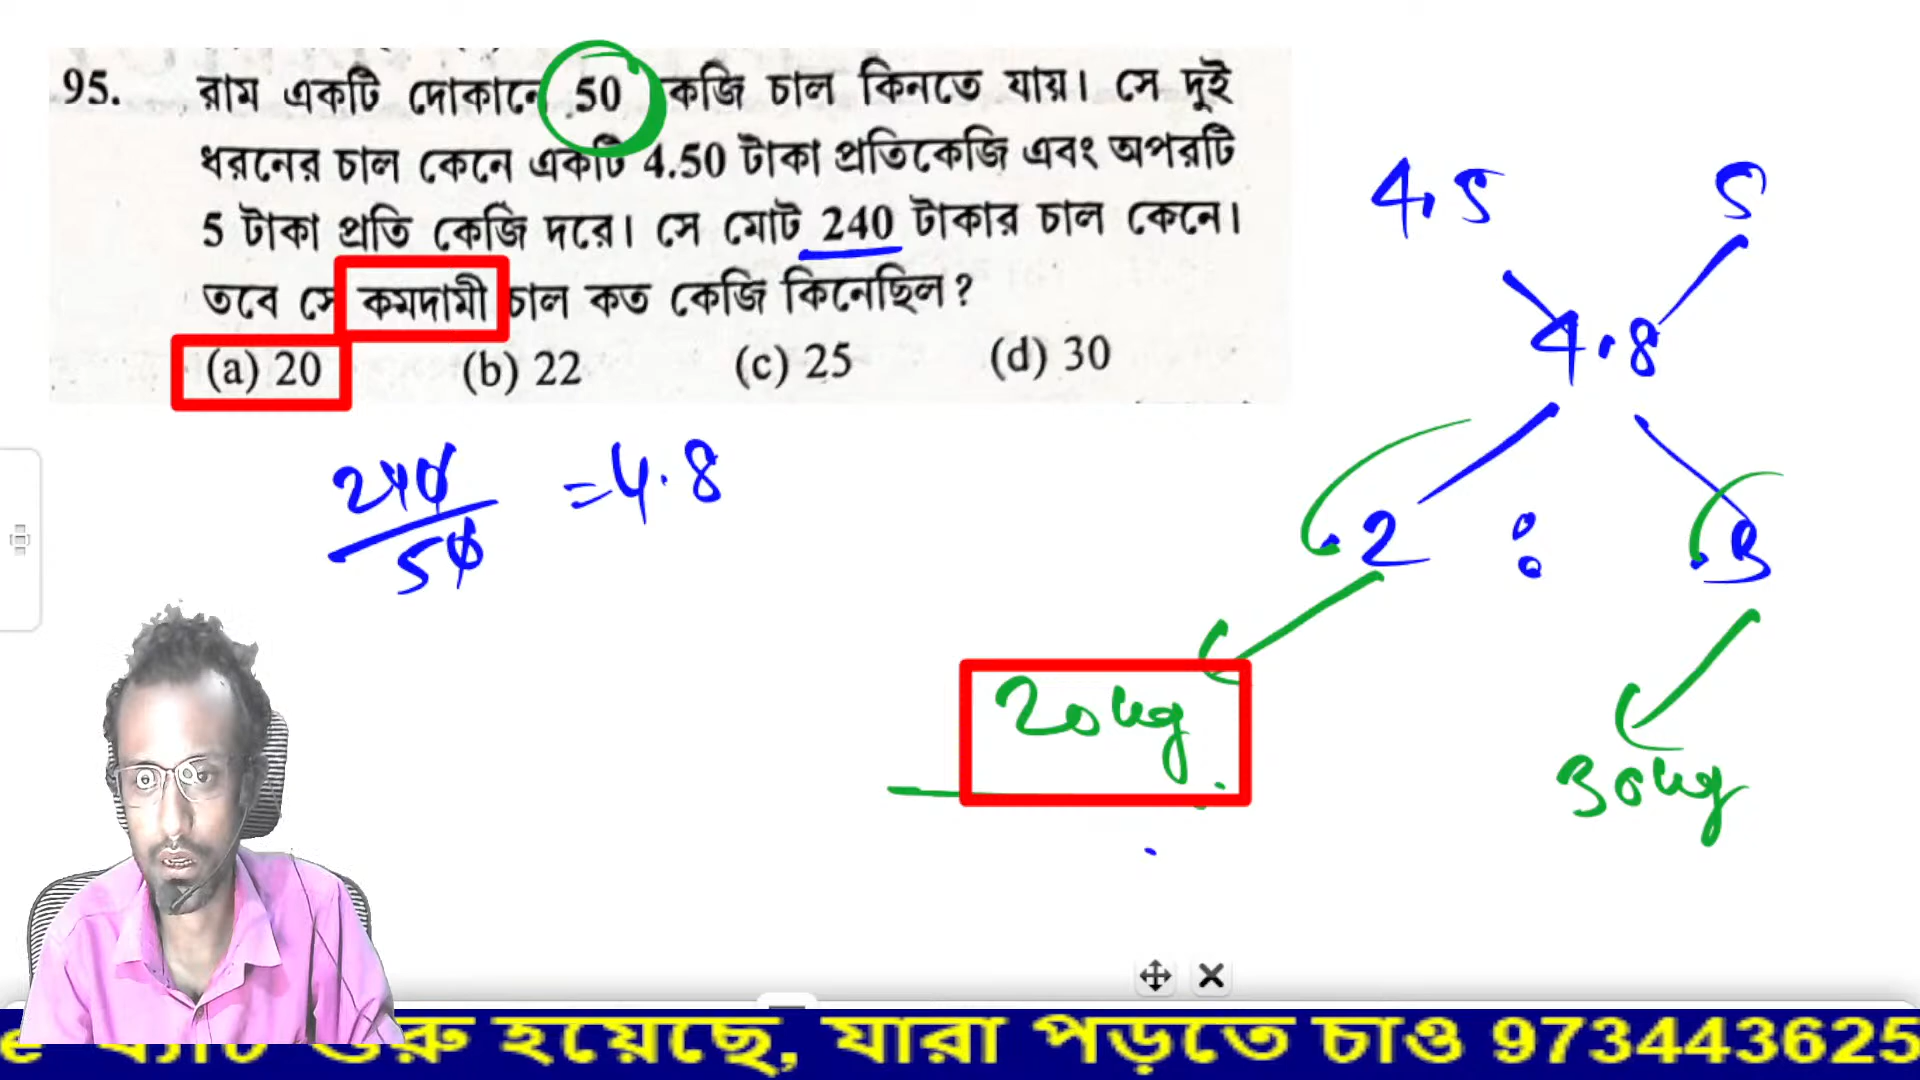 95. রাম একটি দোকানে 50 কেজি চাল কিনতে যায়। সে দুই
ধরনের চাল কেনে একটি 4.50 টাকা প্রতিকেজি এবং অপরটি
5 টাকা প্রতি কেজি দরে। সে মোট 240 টাকার চাল কেনে।
তবে সে কমদামী চাল কত কেজি কিনেছিল?
(a) 20 (b) 22 (c) 25 (d) 30
4.5 5
4.8
240/50 = 4.8
.2 : .3
20kg
30kg
শুরু হয়েছে, যারা পড়তে চাও 973443625